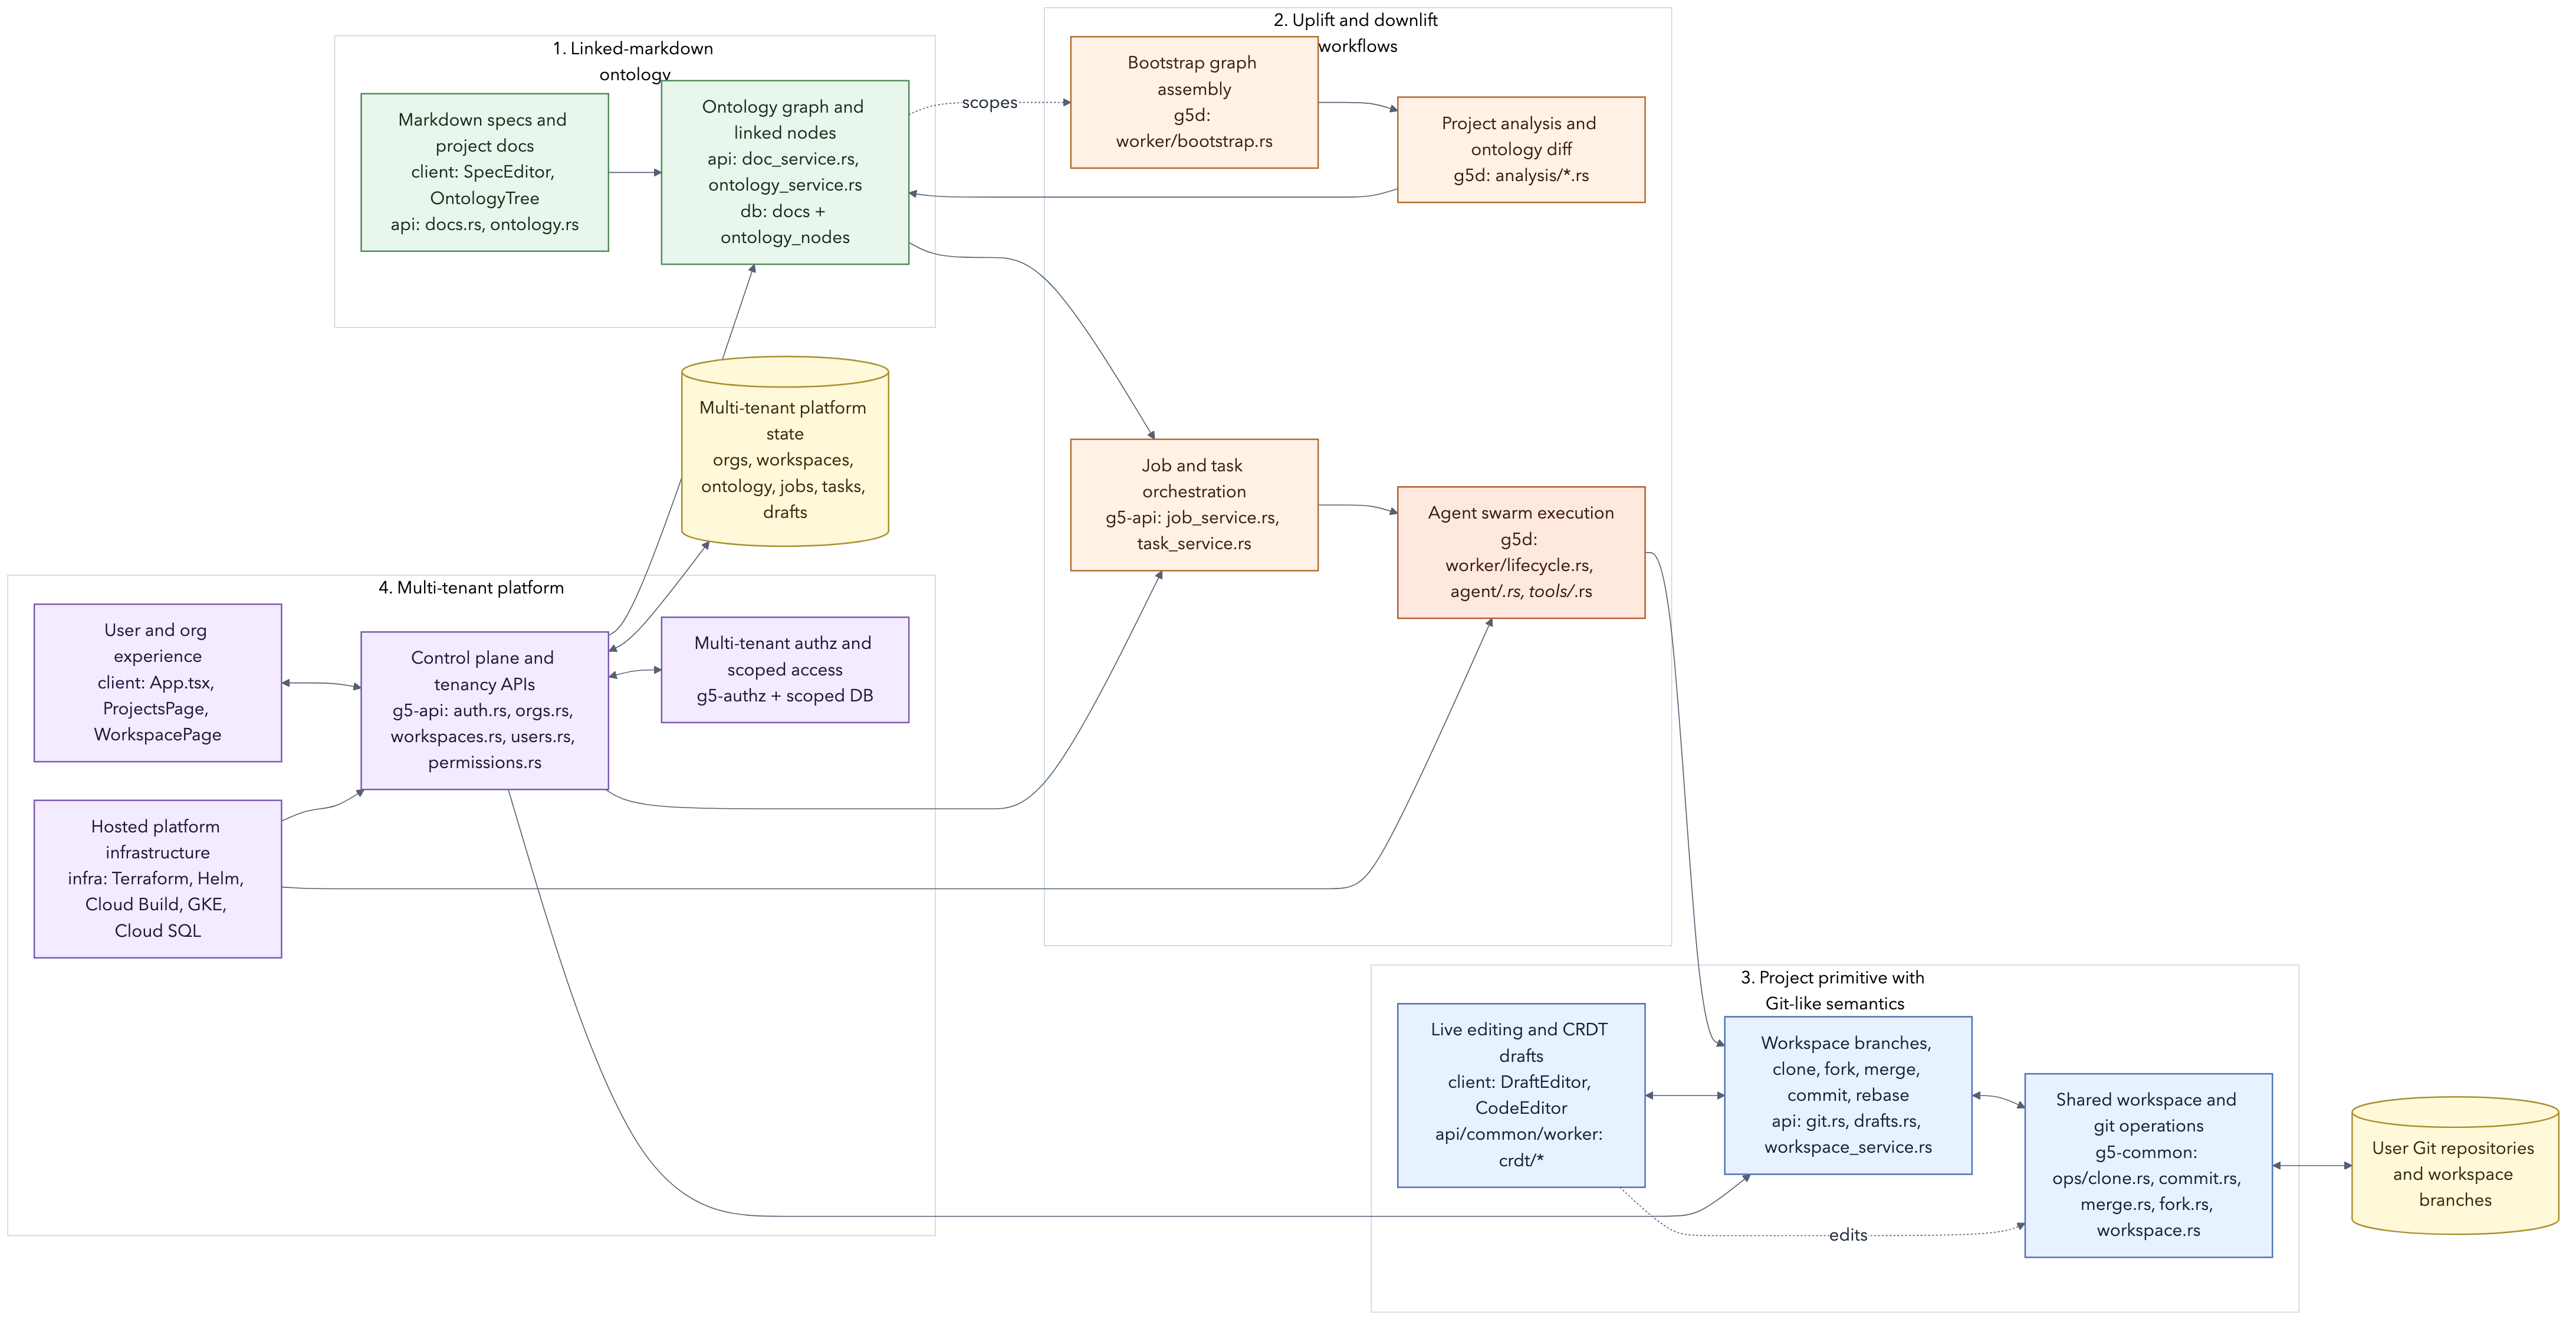 1. Linked-markdown
ontology
Markdown specs and
project docs
client: SpecEditor,
OntologyTree
api: docs.rs, ontology.rs
Ontology graph and
linked nodes
api: doc_service.rs,
ontology_service.rs
db: docs +
ontology_nodes
scopes
2. Uplift and downlift
workflows
Bootstrap graph
assembly
g5d:
worker/bootstrap.rs
Project analysis and
ontology diff
g5d: analysis/*.rs
Job and task
orchestration
g5-api: job_service.rs,
task_service.rs
Agent swarm execution
g5d:
worker/lifecycle.rs,
agent/.rs, tools/.rs
Multi-tenant platform
state
orgs, workspaces,
ontology, jobs, tasks,
drafts
4. Multi-tenant platform
User and org
experience
client: App.tsx,
ProjectsPage,
WorkspacePage
Control plane and
tenancy APIs
g5-api: auth.rs, orgs.rs,
workspaces.rs, users.rs,
permissions.rs
Multi-tenant authz and
scoped access
g5-authz + scoped DB
Hosted platform
infrastructure
infra: Terraform, Helm,
Cloud Build, GKE,
Cloud SQL
3. Project primitive with
Git-like semantics
Live editing and CRDT
drafts
client: DraftEditor,
CodeEditor
api/common/worker:
crdt/*
Workspace branches,
clone, fork, merge,
commit, rebase
api: git.rs, drafts.rs,
workspace_service.rs
Shared workspace and
git operations
g5-common:
ops/clone.rs, commit.rs,
merge.rs, fork.rs,
workspace.rs
edits
User Git repositories
and workspace
branches